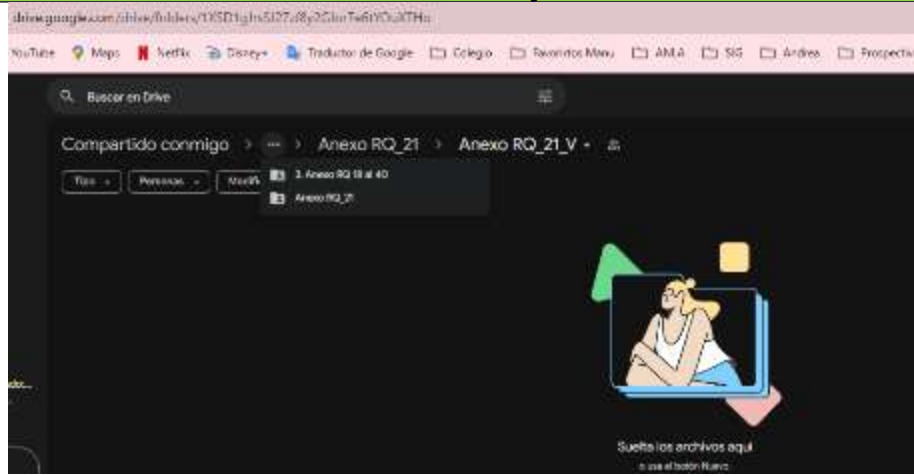 drive.google.com/drive/folders/
YouTube Maps Netflix Disney+ Traductor de Google Colegio Favoritos Manu ANLA SIG Andrea
Buscar en Drive
Compartido conmigo > ... > Anexo RQ_21 > Anexo RQ_21_V
Tipo Personas
3. Anexo RQ 18 al 40
Anexo RQ_21
Suelta los archivos aquí
o usa el botón Nuevo